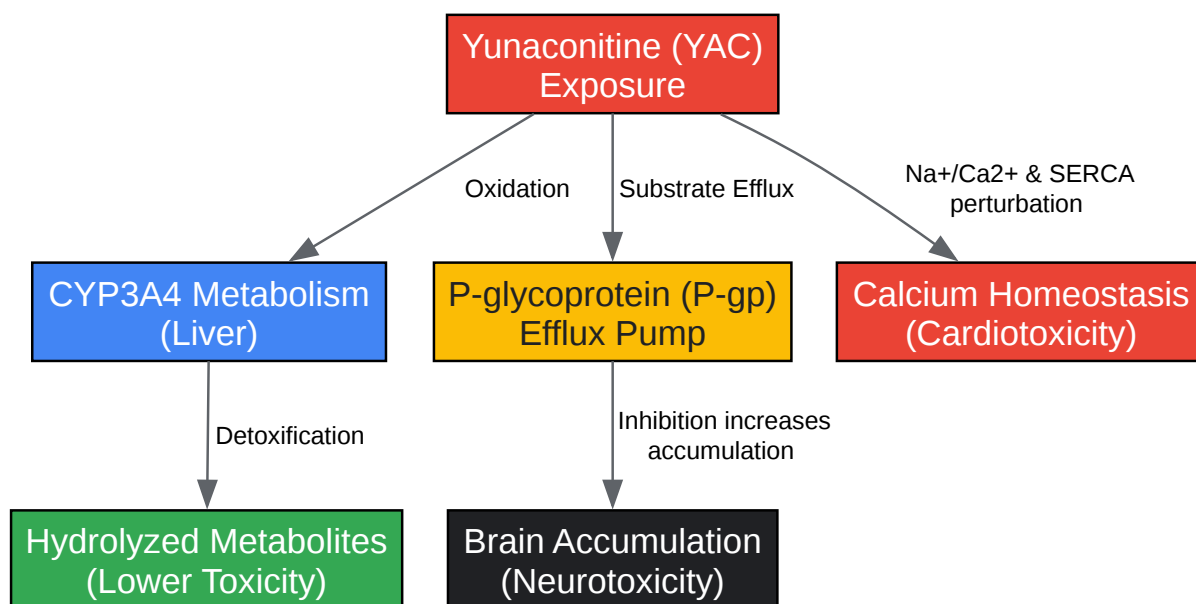 Yunaconitine (YAC)
Exposure
Oxidation
Substrate Efflux
Na+/Ca2+ & SERCA
perturbation
CYP3A4 Metabolism
(Liver)
P-glycoprotein (P-gp)
Efflux Pump
Calcium Homeostasis
(Cardiotoxicity)
Detoxification
Inhibition increases
accumulation
Hydrolyzed Metabolites
(Lower Toxicity)
Brain Accumulation
(Neurotoxicity)